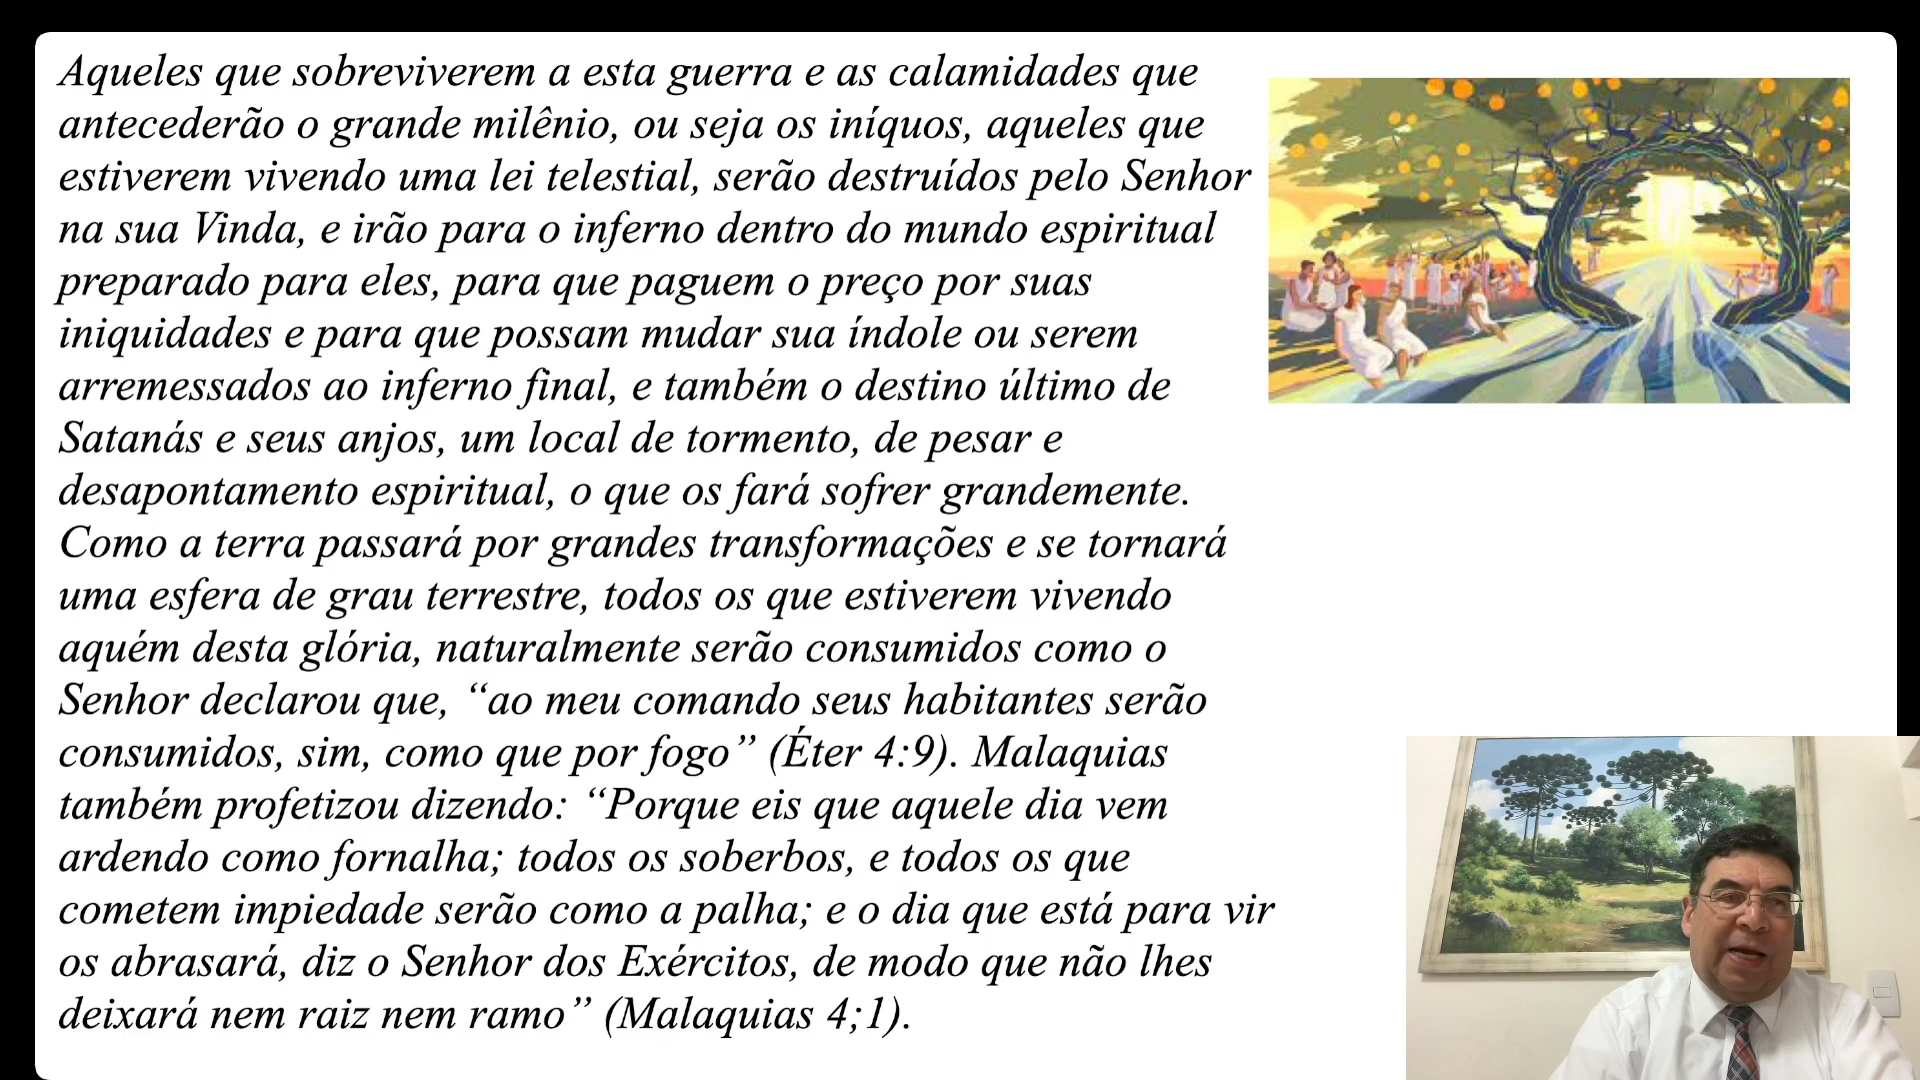 Aqueles que sobreviverem a esta guerra e as calamidades que
antecederão o grande milênio, ou seja os iníquos, aqueles que
estiverem vivendo uma lei telestial, serão destruídos pelo Senhor
na sua Vinda, e irão para o inferno dentro do mundo espiritual
preparado para eles, para que paguem o preço por suas
iniquidades e para que possam mudar sua índole ou serem
arremessados ao inferno final, e também o destino último de
Satanás e seus anjos, um local de tormento, de pesar e
desapontamento espiritual, o que os fará sofrer grandemente.
Como a terra passará por grandes transformações e se tornará
uma esfera de grau terrestre, todos os que estiverem vivendo
aquém desta glória, naturalmente serão consumidos como o
Senhor declarou que, “ao meu comando seus habitantes serão
consumidos, sim, como que por fogo” (Éter 4:9). Malaquias
também profetizou dizendo: “Porque eis que aquele dia vem
ardendo como fornalha; todos os soberbos, e todos os que
cometem impiedade serão como a palha; e o dia que está para vir
os abrasará, diz o Senhor dos Exércitos, de modo que não lhes
deixará nem raiz nem ramo” (Malaquias 4;1).